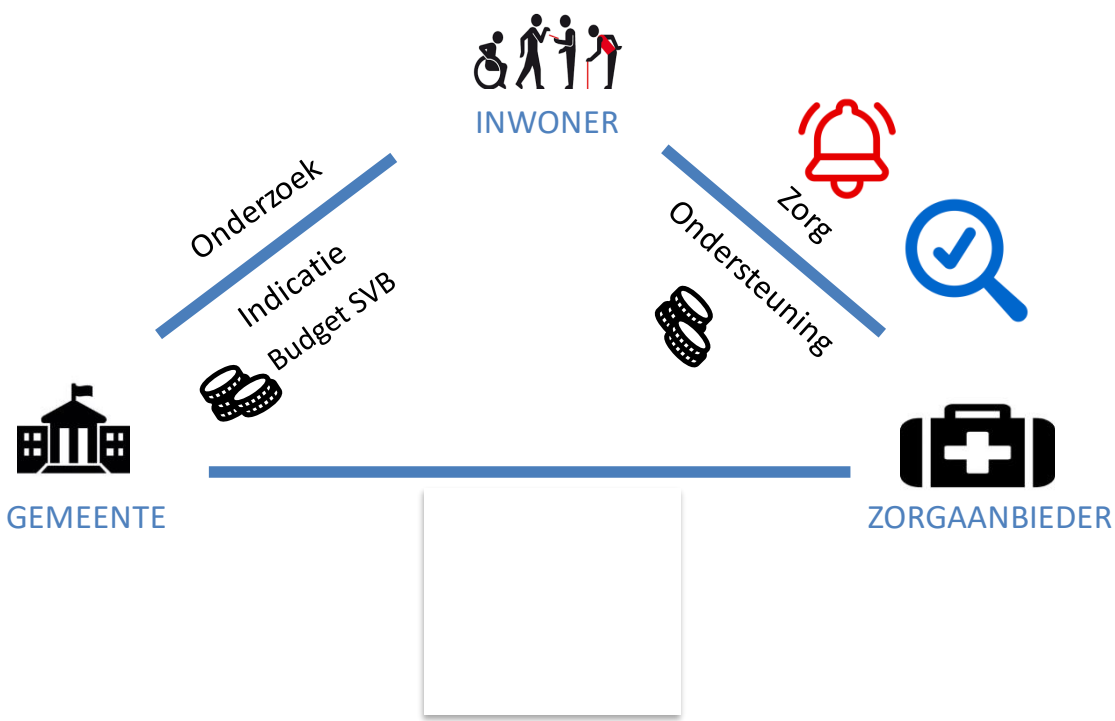 INWONER
Onderzoek
Indicatie
Budget SVB
Zorg
Ondersteuning
GEMEENTE
ZORGAANBIEDER